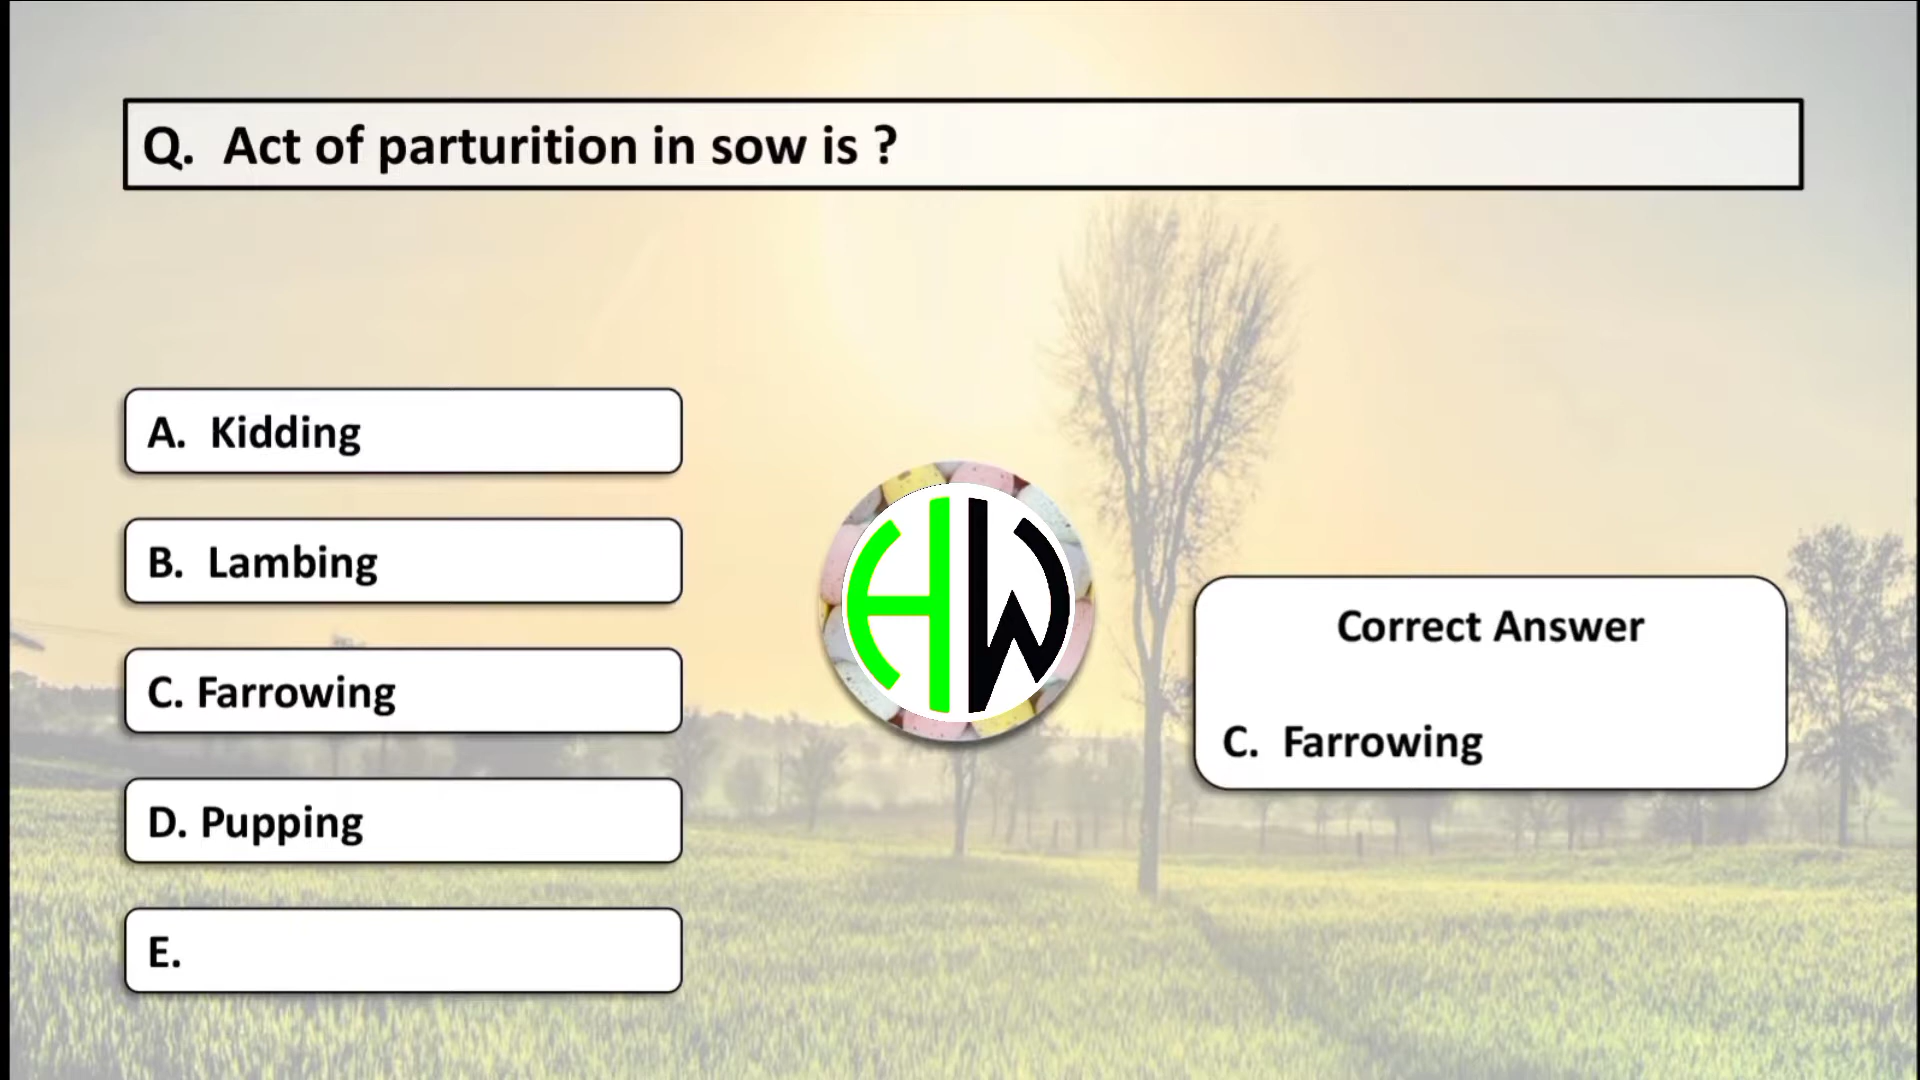 Q. Act of parturition in sow is ?
A. Kidding
B. Lambing
C. Farrowing
D. Pupping
E.
HW
Correct Answer
C. Farrowing